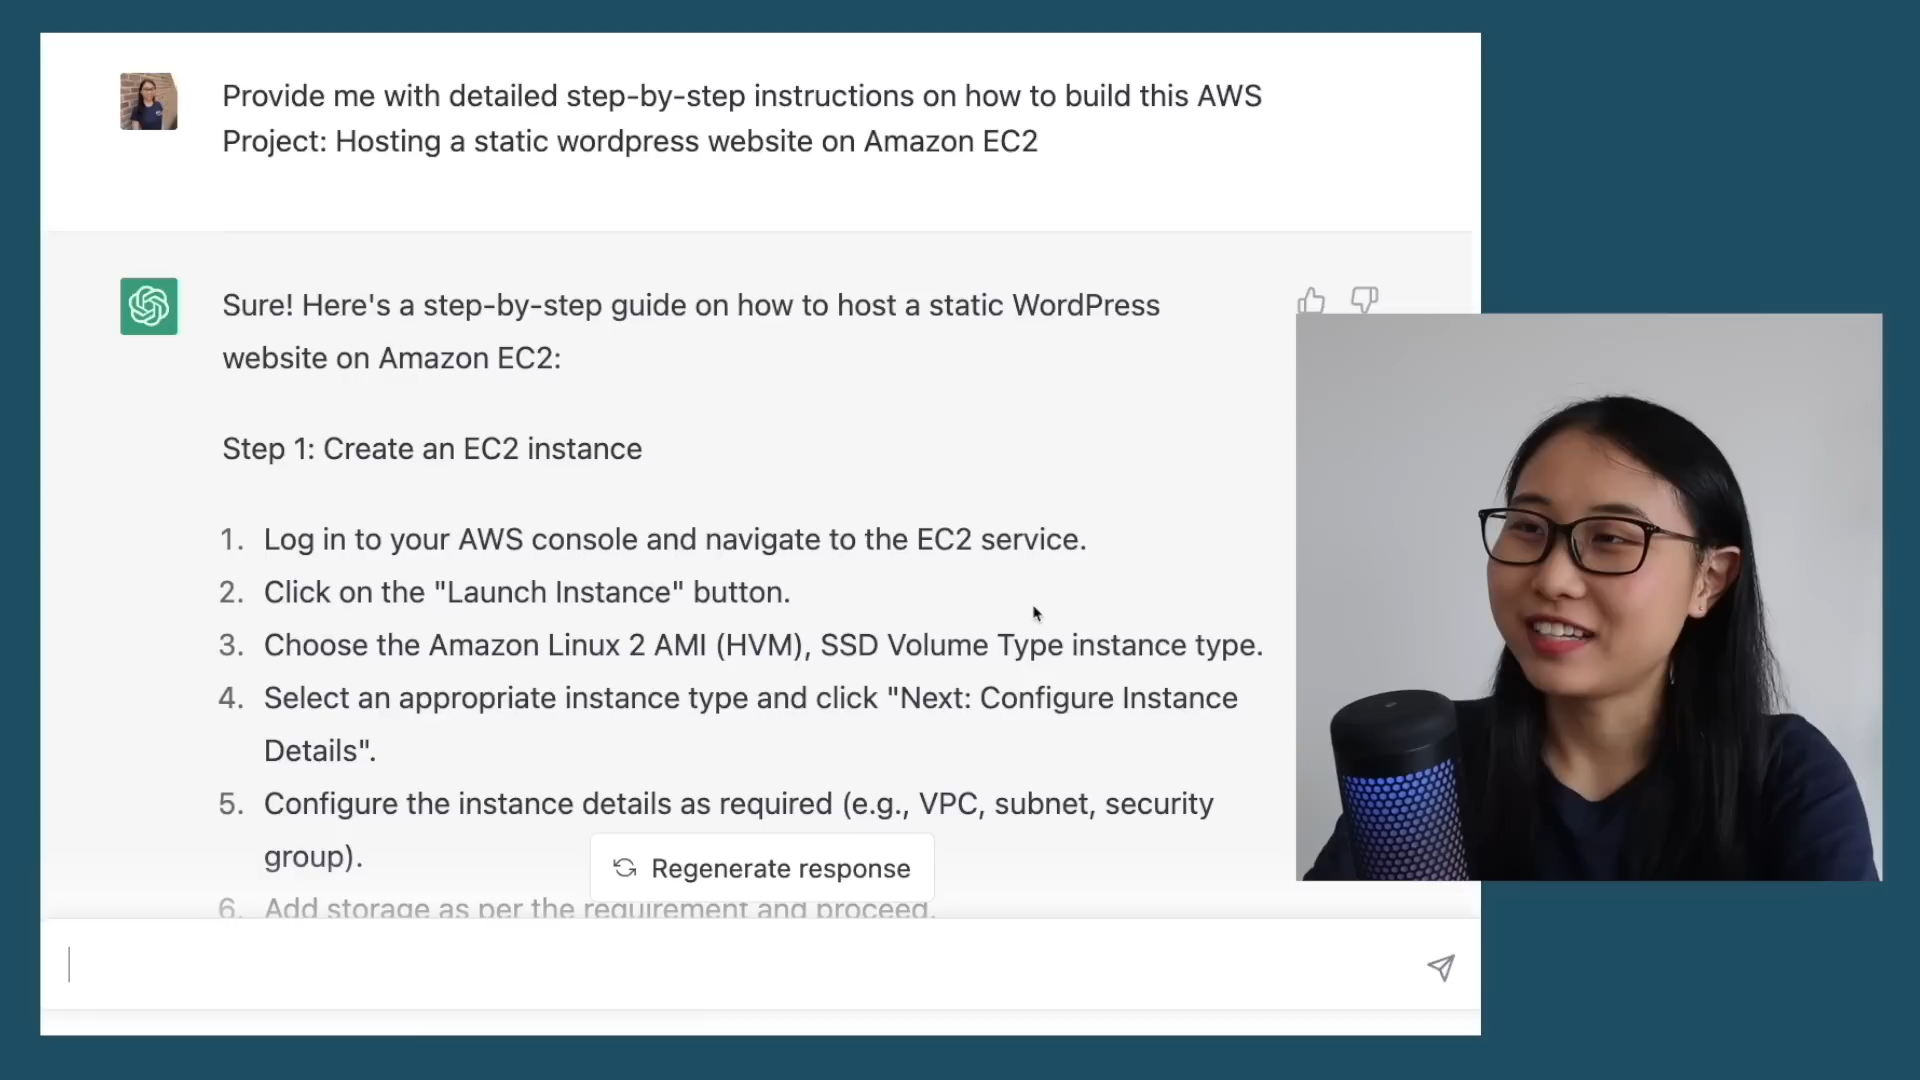 Provide me with detailed step-by-step instructions on how to build this AWS
Project: Hosting a static wordpress website on Amazon EC2
Sure! Here's a step-by-step guide on how to host a static WordPress
website on Amazon EC2:
Step 1: Create an EC2 instance
1. Log in to your AWS console and navigate to the EC2 service.
2. Click on the "Launch Instance" button.
3. Choose the Amazon Linux 2 AMI (HVM), SSD Volume Type instance type.
4. Select an appropriate instance type and click "Next: Configure Instance
Details".
5. Configure the instance details as required (e.g., VPC, subnet, security
group).
Regenerate response
6. Add storage as per the requirement and proceed.